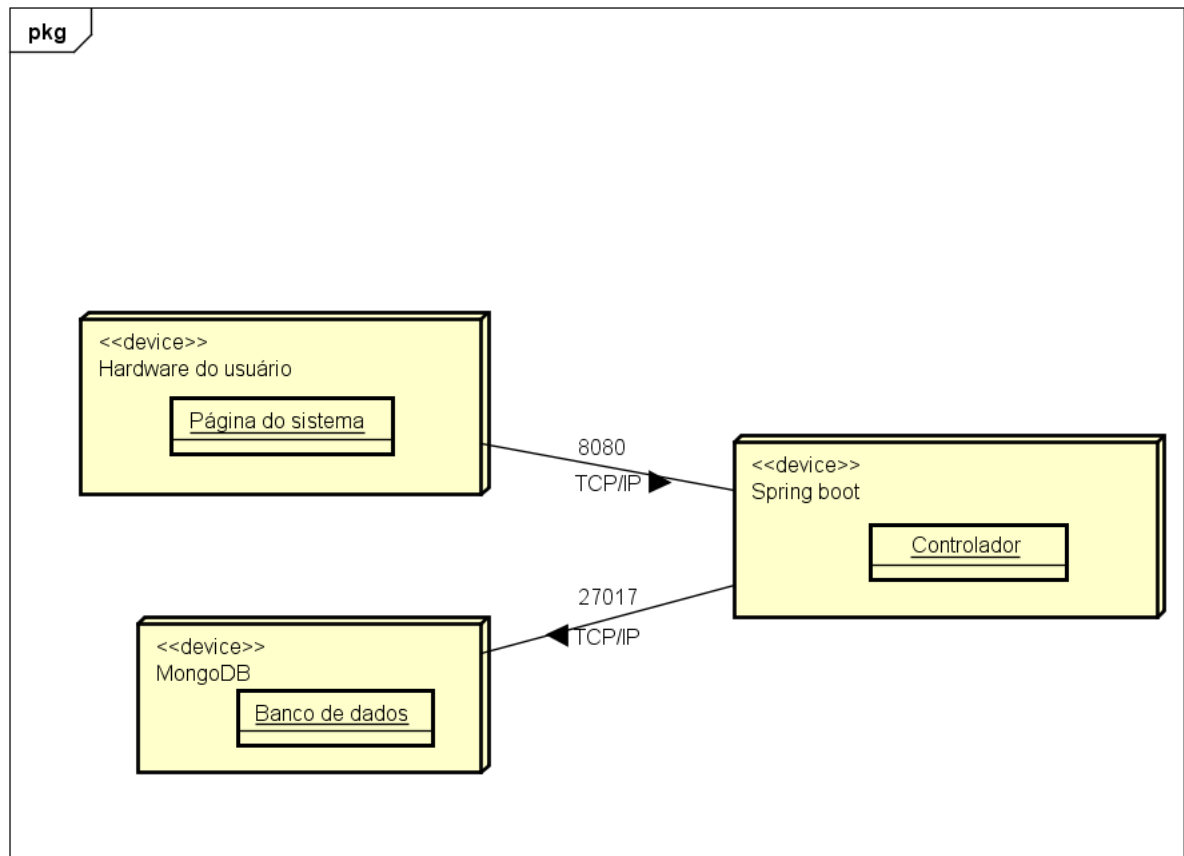 pkg
<<device>>
Hardware do usuário
Página do sistema
8080
TCP/IP
<<device>>
Spring boot
Controlador
27017
TCP/IP
<<device>>
MongoDB
Banco de dados